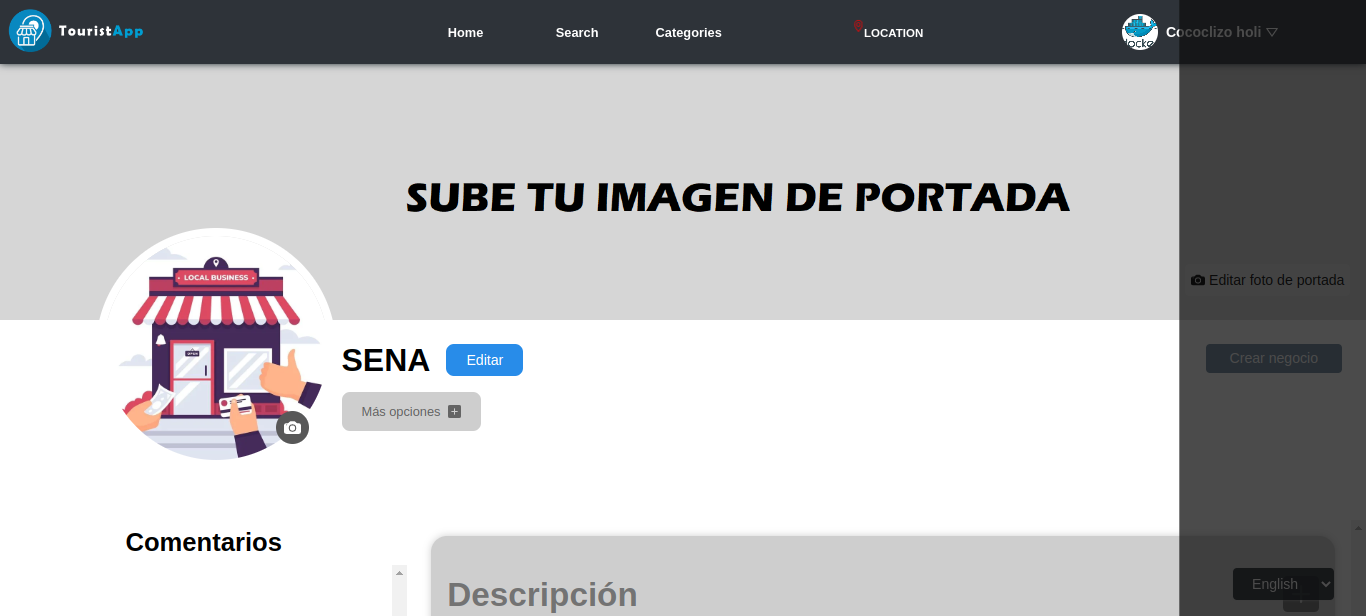 TouristApp
Home
Search
Categories
LOCATION
Cococlizo holi
SUBE TU IMAGEN DE PORTADA
LOCAL BUSINESS
OPEN
Editar foto de portada
SENA
Editar
Crear negocio
Más opciones
Comentarios
Descripción
English